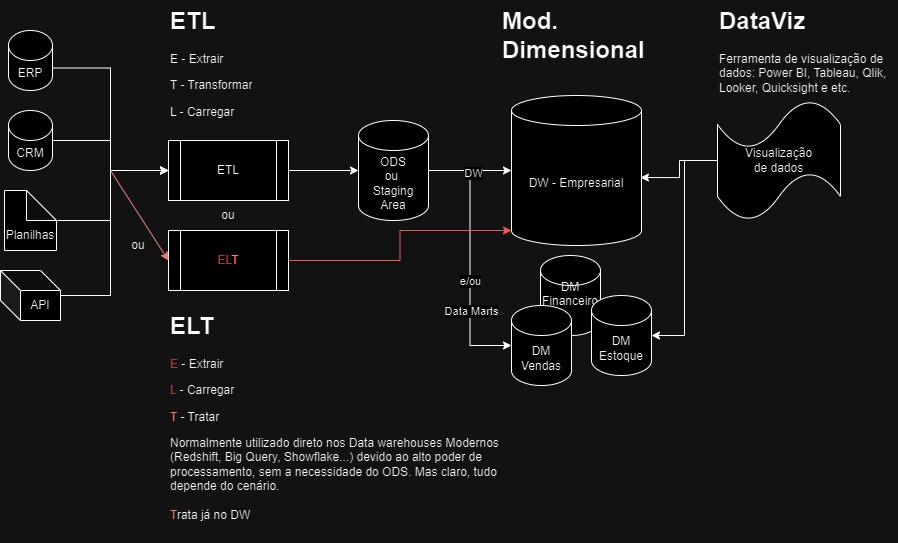 ETL
E - Extrair
T - Transformar
L - Carregar
Mod.
Dimensional
DataViz
Ferramenta de visualização de
dados: Power BI, Tableau, Qlik,
Looker, Quicksight e etc.
ERP
CRM
Planilhas
API
ETL
ou
ou
ELT
ODS
ou
Staging
Area
DW
e/ou
Data Marts
DW - Empresarial
DM
Financeiro
DM
Vendas
DM
Estoque
Visualização
de dados
ELT
E - Extrair
L - Carregar
T - Tratar
Normalmente utilizado direto nos Data warehouses Modernos
(Redshift, Big Query, Showflake...) devido ao alto poder de
processamento, sem a necessidade do ODS. Mas claro, tudo
depende do cenário.
Trata já no DW